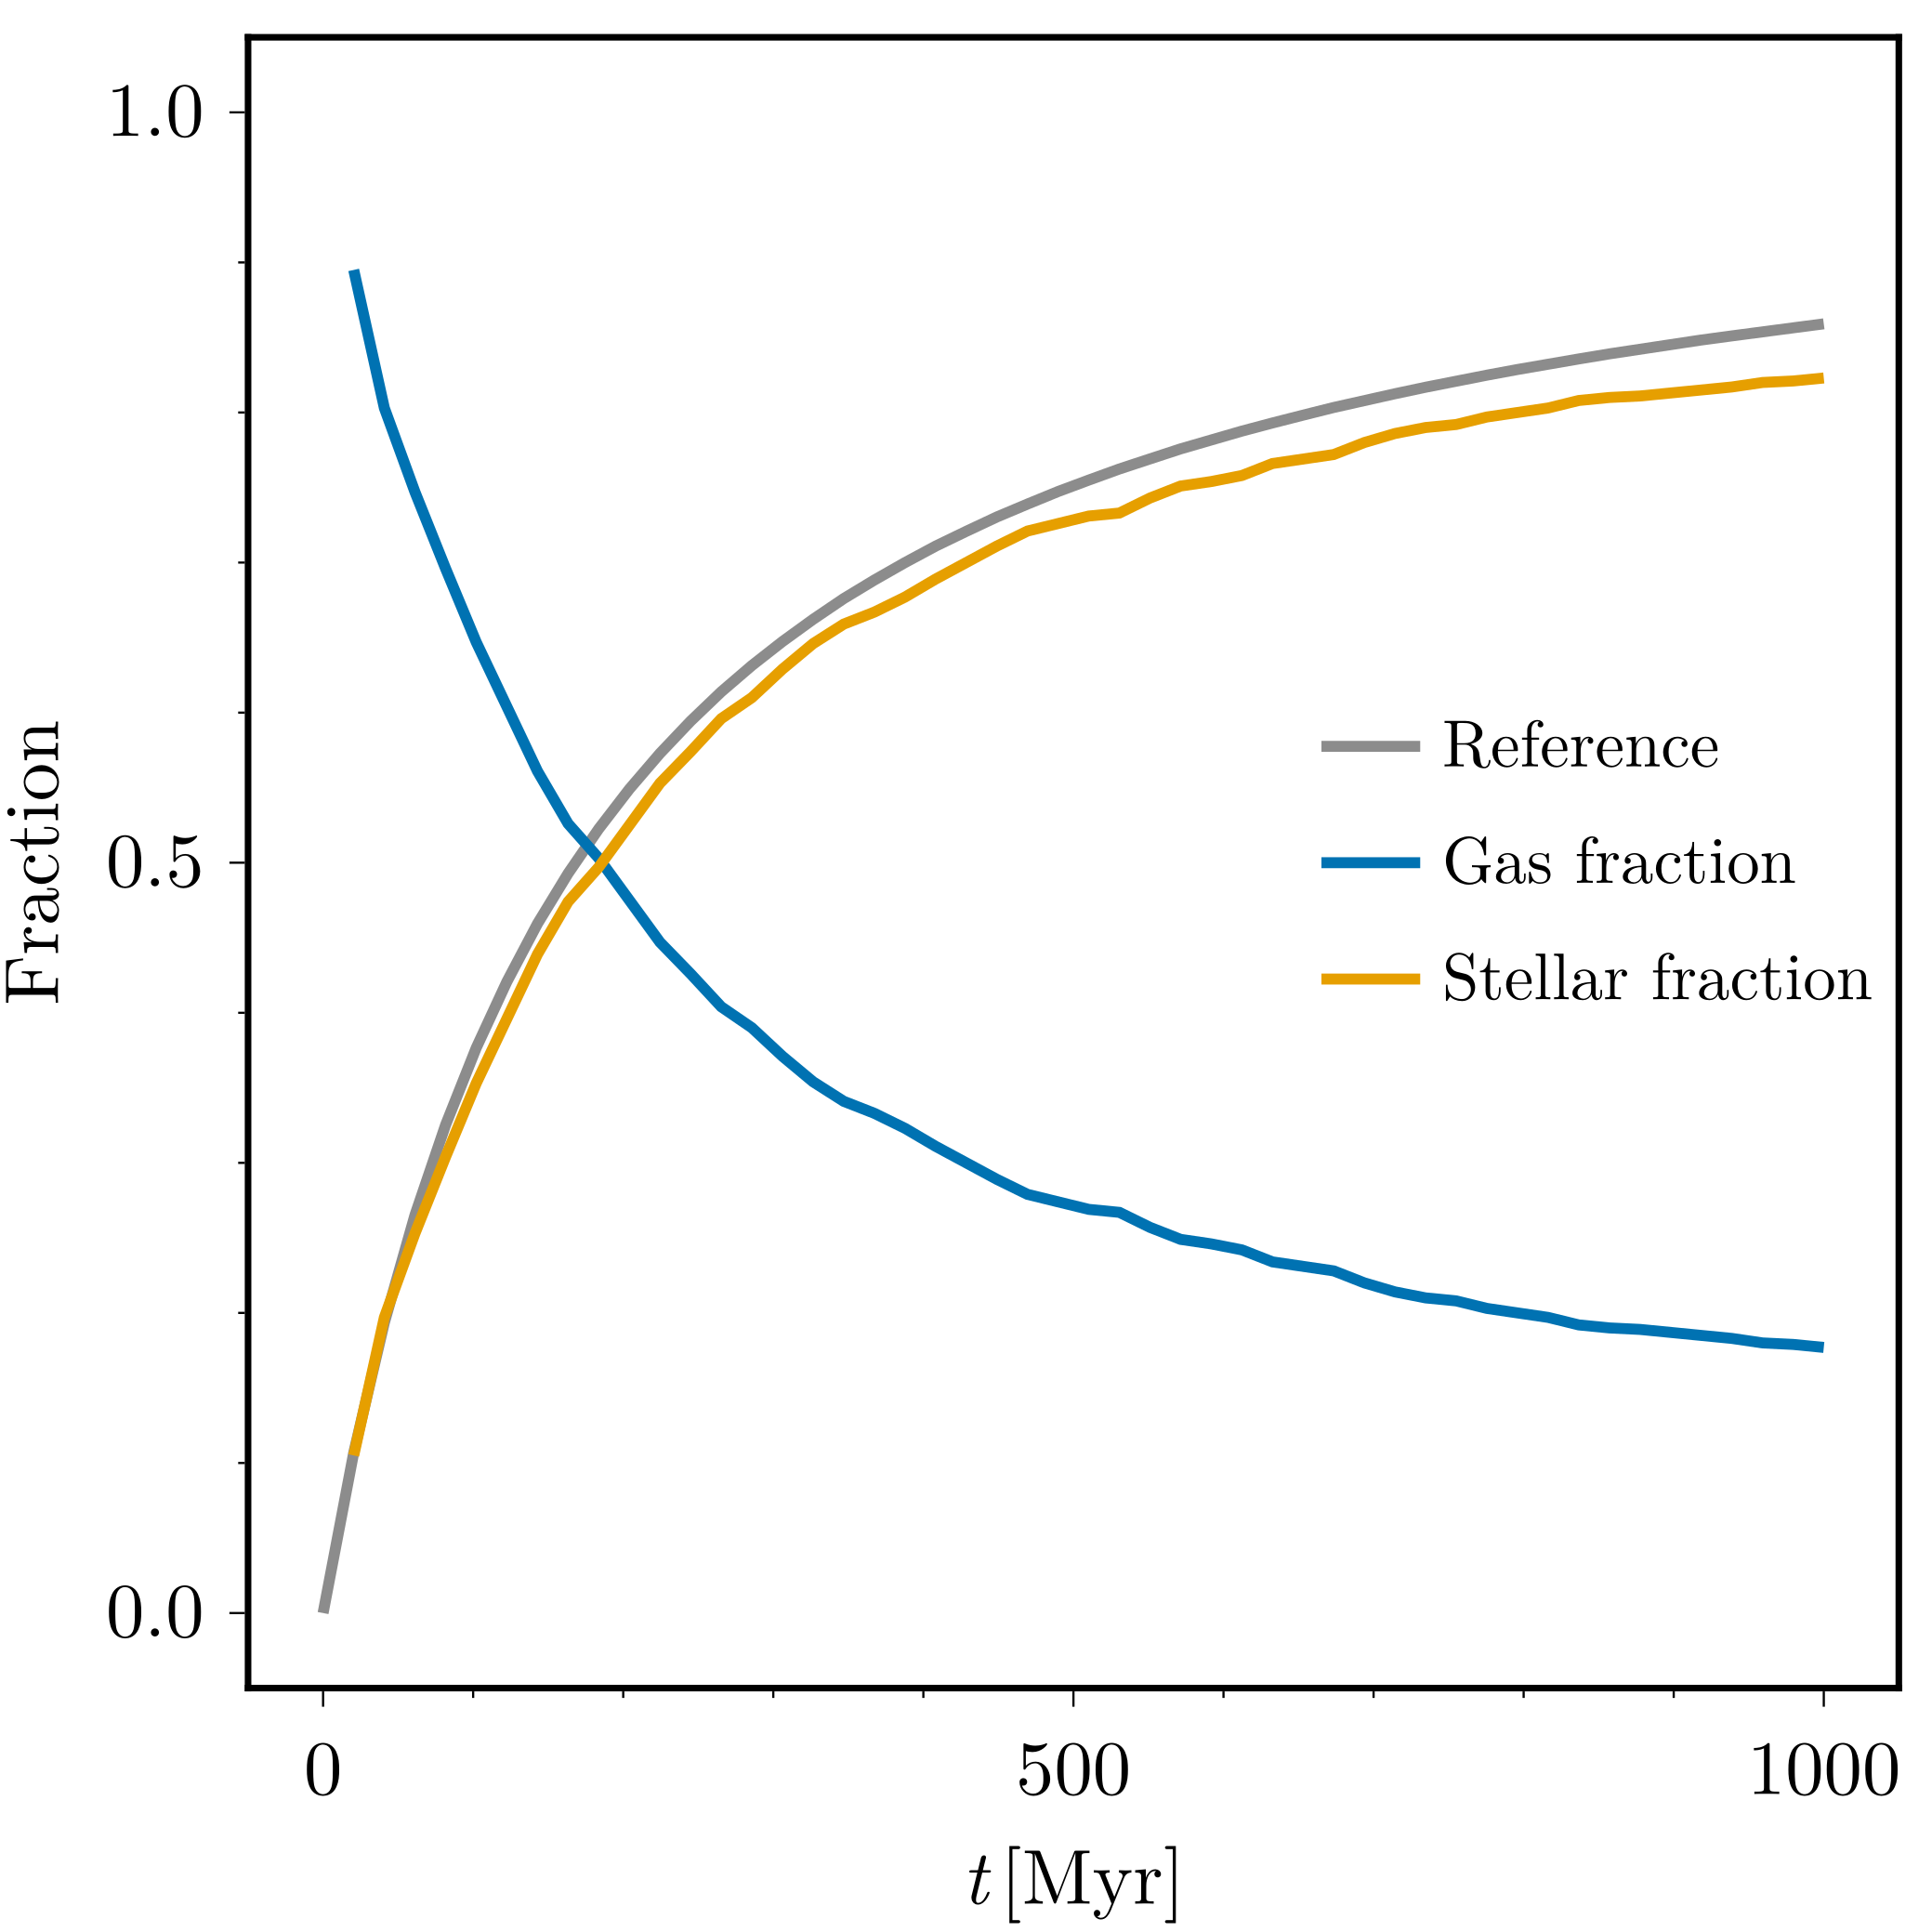 1.0
0.5
0.0
Fraction
Reference
Gas fraction
Stellar fraction
0 500 1000
t [Myr]